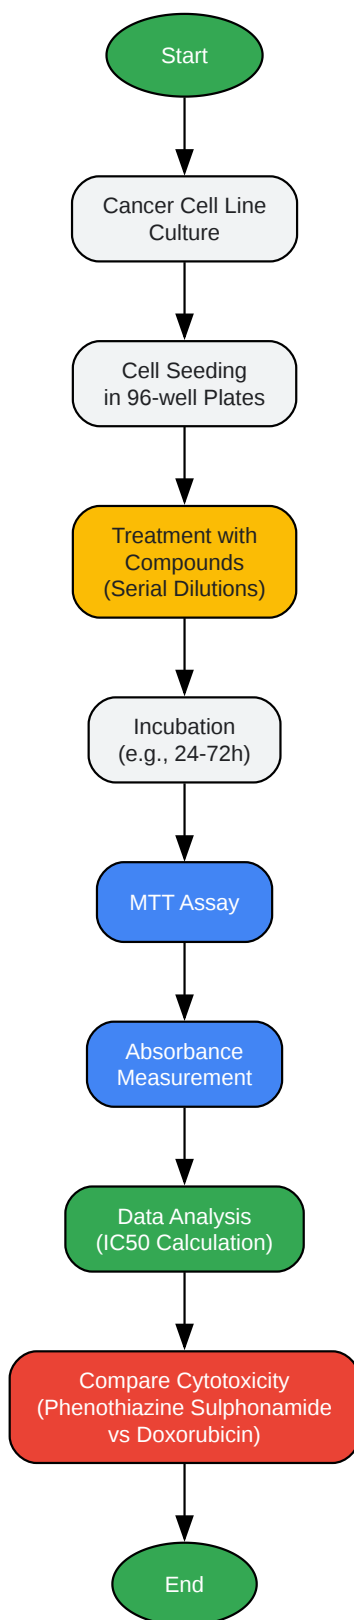 Start
Cancer Cell Line
Culture
Cell Seeding
in 96-well Plates
Treatment with
Compounds
(Serial Dilutions)
Incubation
(e.g., 24-72h)
MTT Assay
Absorbance
Measurement
Data Analysis
(IC50 Calculation)
Compare Cytotoxicity
(Phenothiazine Sulphonamide
vs Doxorubicin)
End